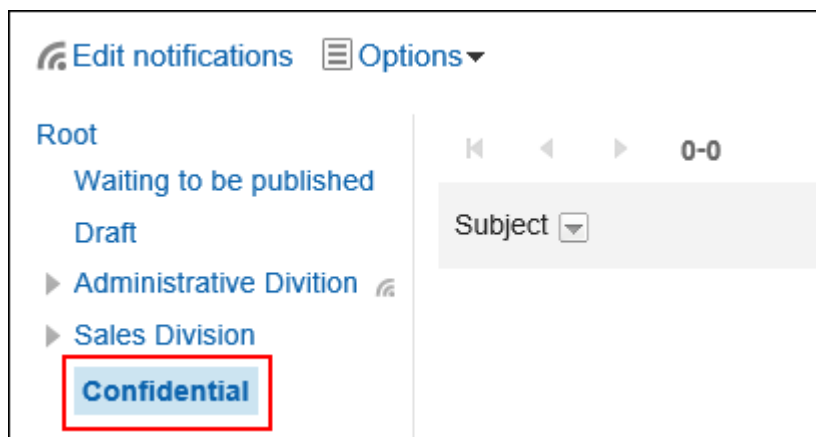 Edit notifications Options
Root
Waiting to be published
Draft
Administrative Divition
Sales Division
Confidential
0-0
Subject